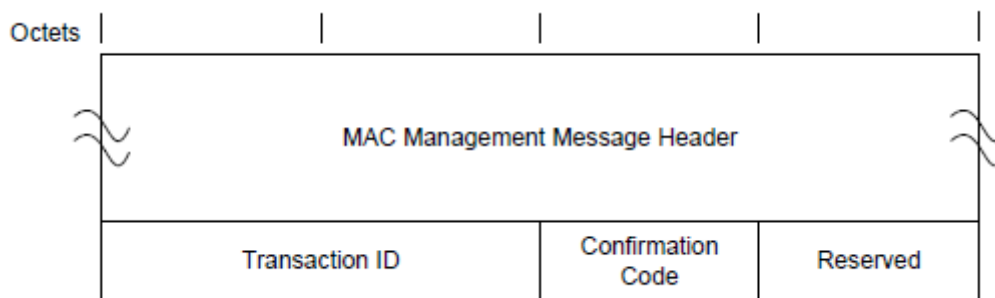 Octets
MAC Management Message Header
Transaction ID
Confirmation
Code
Reserved